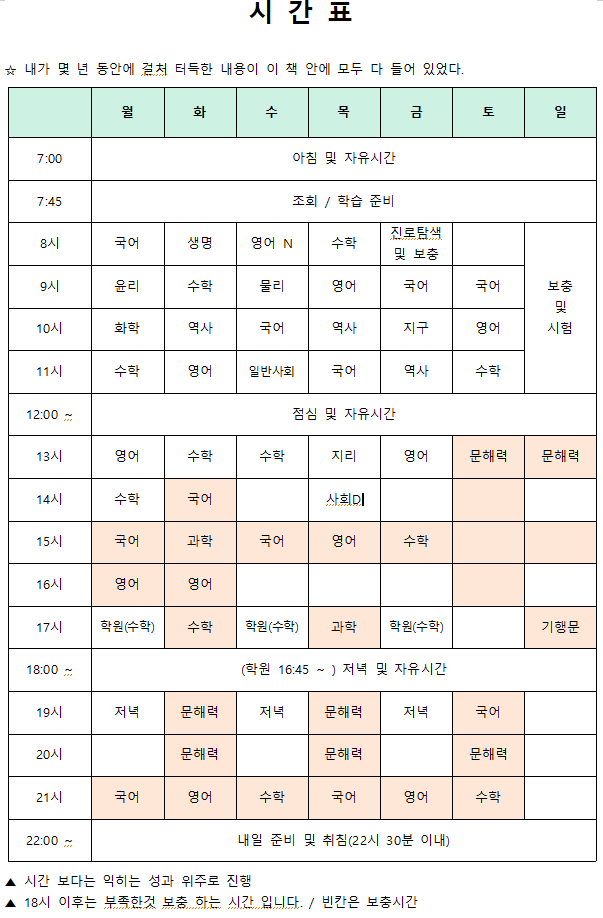 시 간 표
☆ 내가 몇 년 동안에 걸처 터득한 내용이 이 책 안에 모두 다 들어 있었다.
월 화 수 목 금 토 일
7:00 아침 및 자유시간
7:45 조회 / 학습 준비
8시 국어 생명 영어 N 수학 진로탐색
및 보충
9시 윤리 수학 물리 영어 국어 국어 보충
및
10시 화학 역사 국어 역사 지구 영어 시험
11시 수학 영어 일반사회 국어 역사 수학
12:00 ~ 점심 및 자유시간
13시 영어 수학 수학 지리 영어 문해력 문해력
14시 수학 국어 사회D
15시 국어 과학 국어 영어 수학
16시 영어 영어
17시 학원(수학) 수학 학원(수학) 과학 학원(수학) 기행문
18:00 ~ (학원 16:45 ~ ) 저녁 및 자유시간
19시 저녁 문해력 저녁 문해력 저녁 국어
20시 문해력 문해력 문해력
21시 국어 영어 수학 국어 영어 수학
22:00 ~ 내일 준비 및 취침(22시 30분 이내)
▲ 시간 보다는 익히는 성과 위주로 진행
▲ 18시 이후는 부족한것 보충 하는 시간 입니다. / 빈칸은 보충시간